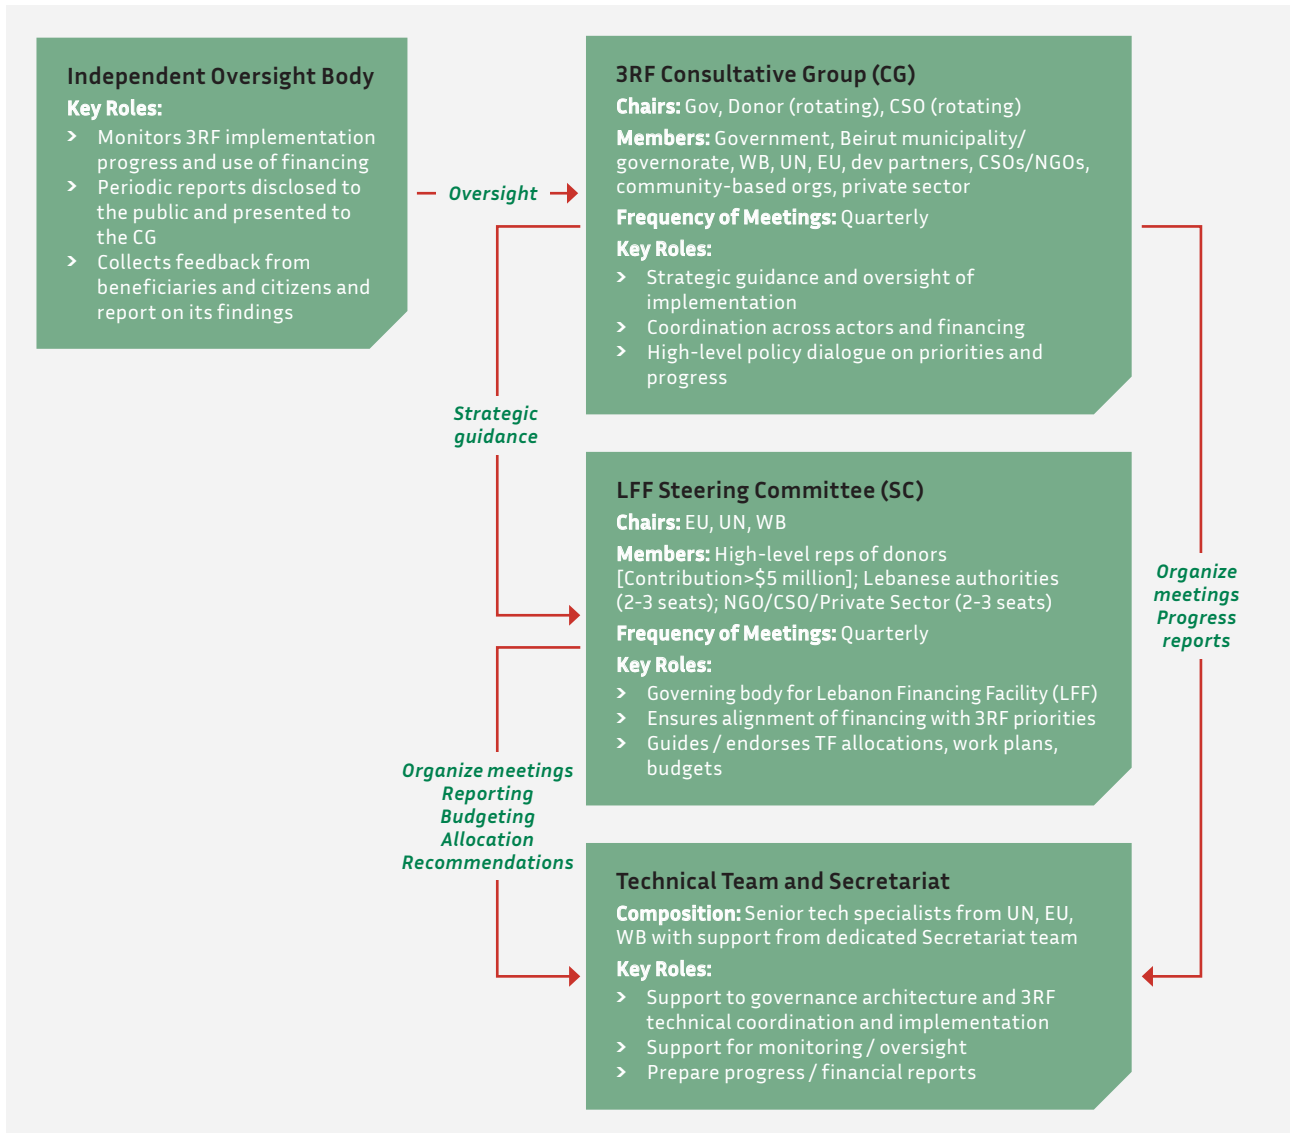 Independent Oversight Body
Key Roles:
> Monitors 3RF implementation
progress and use of financing
> Periodic reports disclosed to
the public and presented to
the CG
> Collects feedback from
beneficiaries and citizens and
report on its findings
Oversight
3RF Consultative Group (CG)
Chairs: Gov, Donor (rotating), CSO (rotating)
Members: Government, Beirut municipality/
governorate, WB, UN, EU, dev partners, CSOs/NGOs,
community-based orgs, private sector
Frequency of Meetings: Quarterly
Key Roles:
> Strategic guidance and oversight of
implementation
> Coordination across actors and financing
> High-level policy dialogue on priorities and
progress
Strategic
guidance
LFF Steering Committee (SC)
Chairs: EU, UN, WB
Members: High-level reps of donors
[Contribution>$5 million]; Lebanese authorities
(2-3 seats); NGO/CSO/Private Sector (2-3 seats)
Frequency of Meetings: Quarterly
Key Roles:
> Governing body for Lebanon Financing Facility (LFF)
> Ensures alignment of financing with 3RF priorities
> Guides / endorses TF allocations, work plans,
budgets
Organize
meetings
Progress
reports
Organize meetings
Reporting
Budgeting
Allocation
Recommendations
Technical Team and Secretariat
Composition: Senior tech specialists from UN, EU,
WB with support from dedicated Secretariat team
Key Roles:
> Support to governance architecture and 3RF
technical coordination and implementation
> Support for monitoring / oversight
> Prepare progress / financial reports